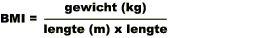 gewicht (kg)
BMI =
lengte (m) x lengte